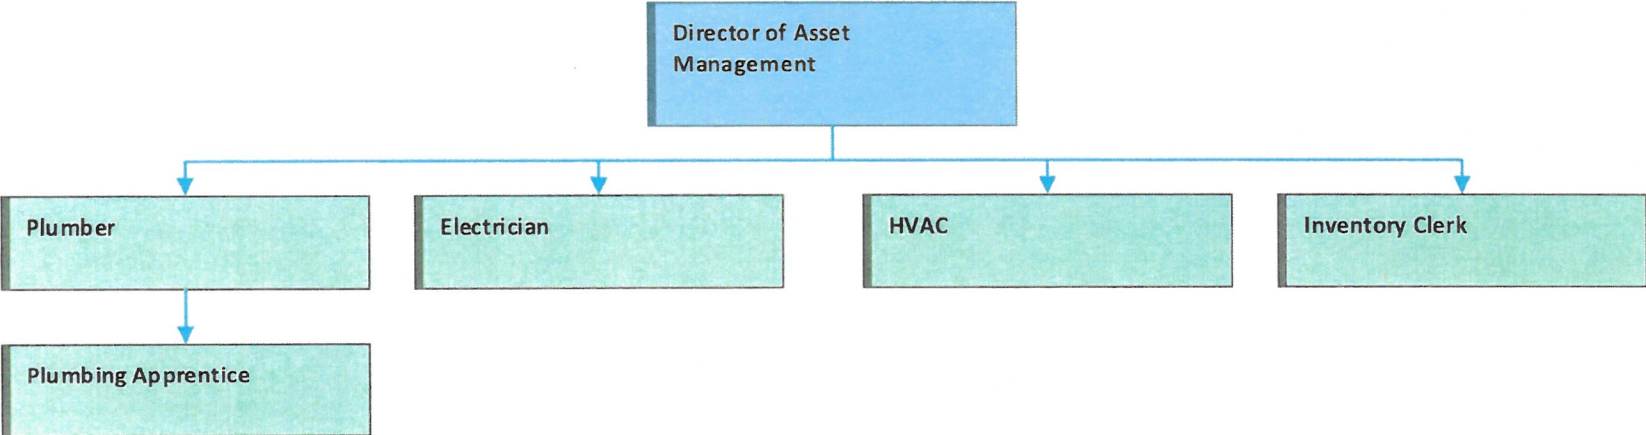 Director of Asset
Management
Plumber
Electrician
HVAC
Inventory Clerk
Plumbing Apprentice